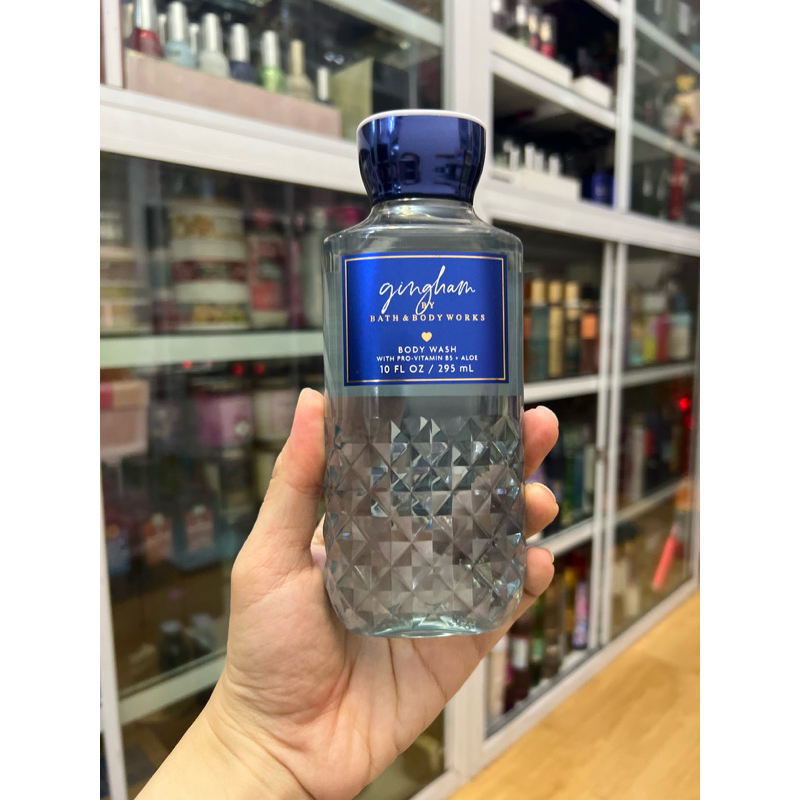 gingham
BY
BATH & BODY WORKS
BODY WASH
WITH PRO-VITAMIN B5 + ALOE
10 FL OZ / 295 mL